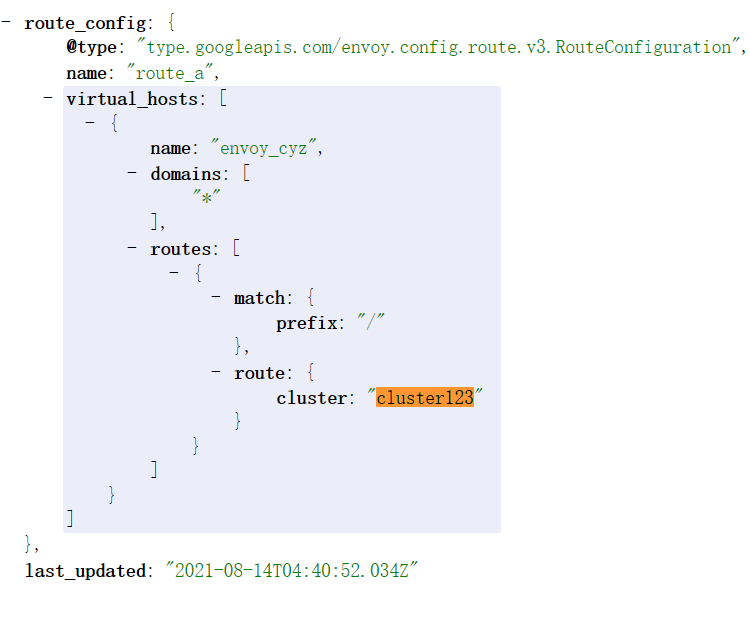 - route_config: {
@type: "type.googleapis.com/envoy.config.route.v3.RouteConfiguration",
name: "route_a",
- virtual_hosts: [
- {
name: "envoy_cyz",
- domains: [
"*"
],
- routes: [
- {
- match: {
prefix: "/"
},
- route: {
cluster: "cluster123"
}
}
]
}
]
},
last_updated: "2021-08-14T04:40:52.034Z"